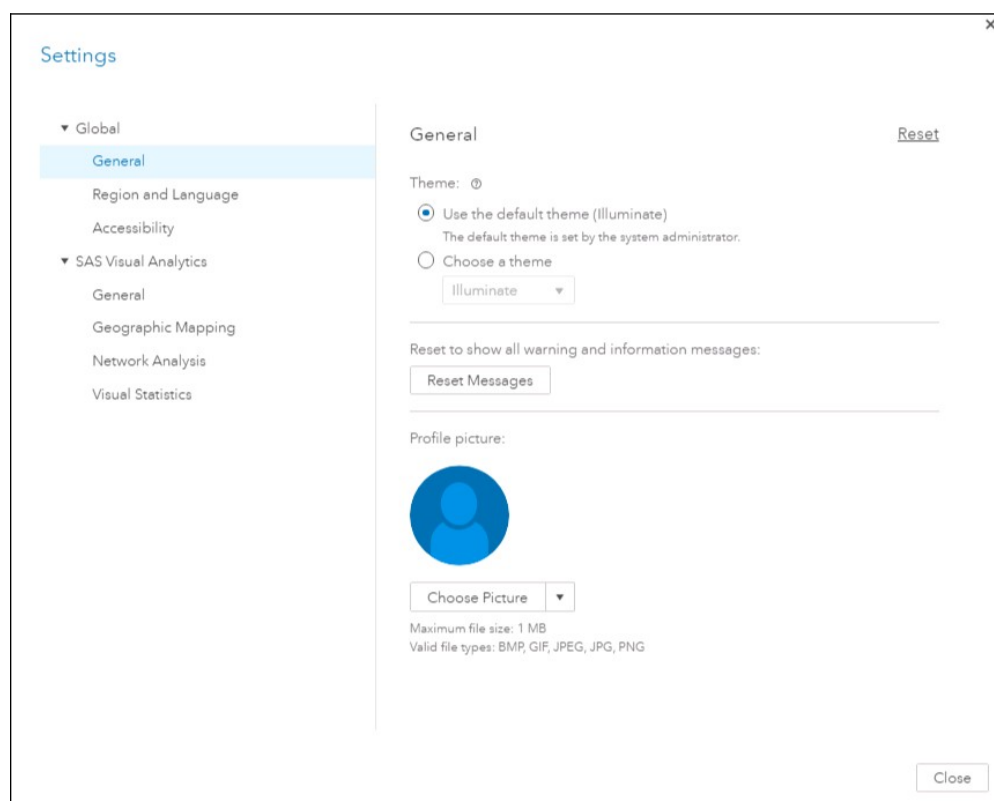 Settings
Global
General
Region and Language
Accessibility
SAS Visual Analytics
General
Geographic Mapping
Network Analysis
Visual Statistics
General
Reset
Theme:
Use the default theme (Illuminate)
The default theme is set by the system administrator.
Choose a theme
Illuminate
Reset to show all warning and information messages:
Reset Messages
Profile picture:
Choose Picture
Maximum file size: 1 MB
Valid file types: BMP, GIF, JPEG, JPG, PNG
Close